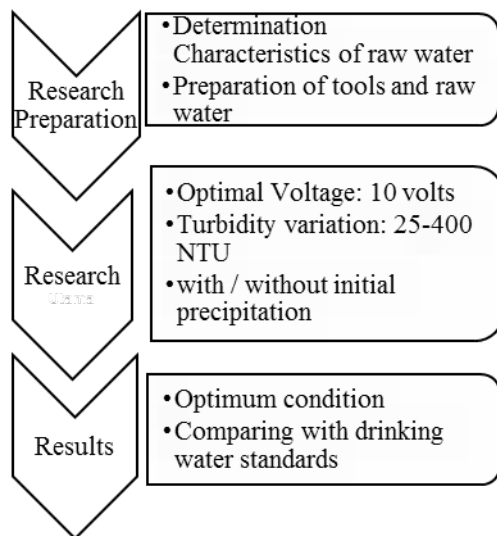 Research
Preparation
•Determination
Characteristics of raw water
•Preparation of tools and raw
water
Research
Utama
•Optimal Voltage: 10 volts
•Turbidity variation: 25-400
NTU
•with / without initial
precipitation
Results
•Optimum condition
•Comparing with drinking
water standards